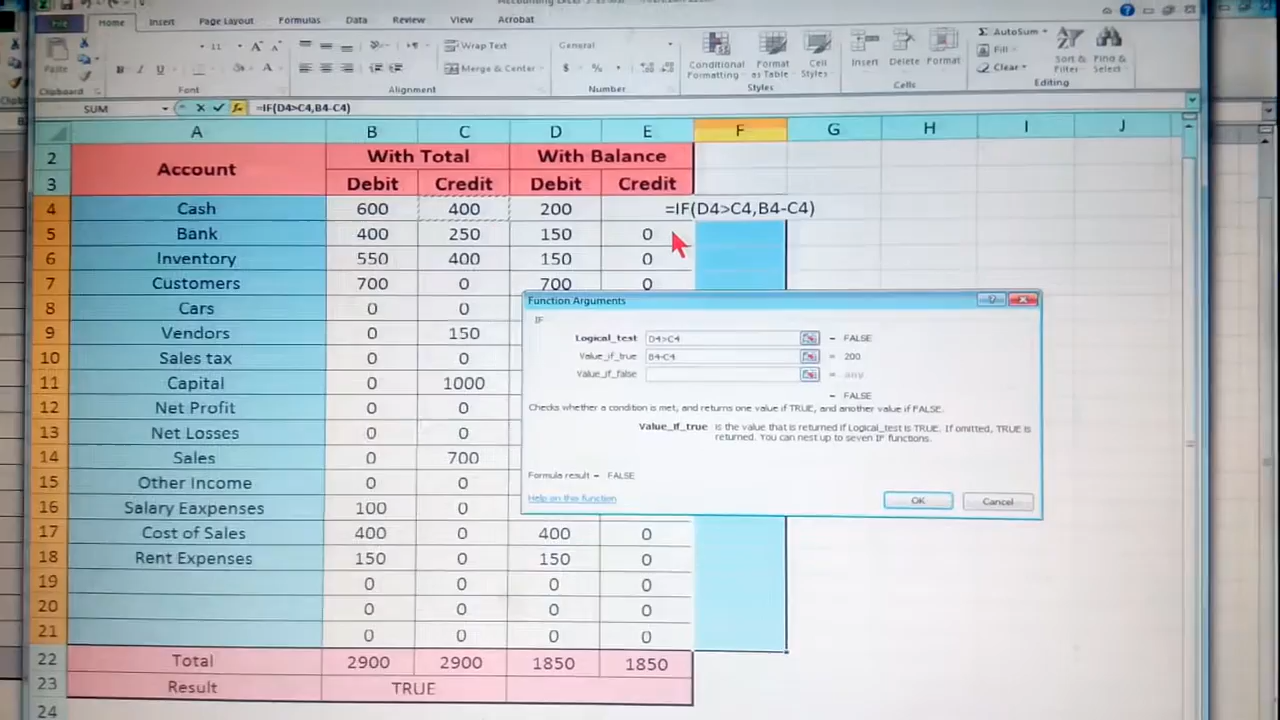 File Home Insert Page Layout Formulas Data Review View Acrobat
11 A A Wrap Text General AutoSum
Paste B I U A Merge & Center $ % Conditional Formatting Format as Table Cell Styles Insert Delete Format Fill Clear Sort & Filter Find & Select
Clipboard Font Alignment Number Styles Cells Editing
SUM =IF(D4>C4,B4-C4)
A B C D E F G H I J
2 Account With Total With Balance
3 Debit Credit Debit Credit
4 Cash 600 400 200 =IF(D4>C4,B4-C4)
5 Bank 400 250 150 0
6 Inventory 550 400 150 0
7 Customers 700 0 700 0
8 Cars 0 0
9 Vendors 0 150
10 Sales tax 0 0
11 Capital 0 1000
12 Net Profit 0 0
13 Net Losses 0 0
14 Sales 0 700
15 Other Income 0 0
16 Salary Eaxpenses 100 0
17 Cost of Sales 400 0 400 0
18 Rent Expenses 150 0 150 0
19 0 0 0 0
20 0 0 0 0
21 0 0 0 0
22 Total 2900 2900 1850 1850
23 Result TRUE
24
Function Arguments
IF
Logical_test D4>C4 = FALSE
Value_if_true B4-C4 = 200
Value_if_false = any
= FALSE
Checks whether a condition is met, and returns one value if TRUE, and another value if FALSE.
Value_if_true is the value that is returned if Logical_test is TRUE. If omitted, TRUE is
returned. You can nest up to seven IF functions.
Formula result = FALSE
Help on this function OK Cancel